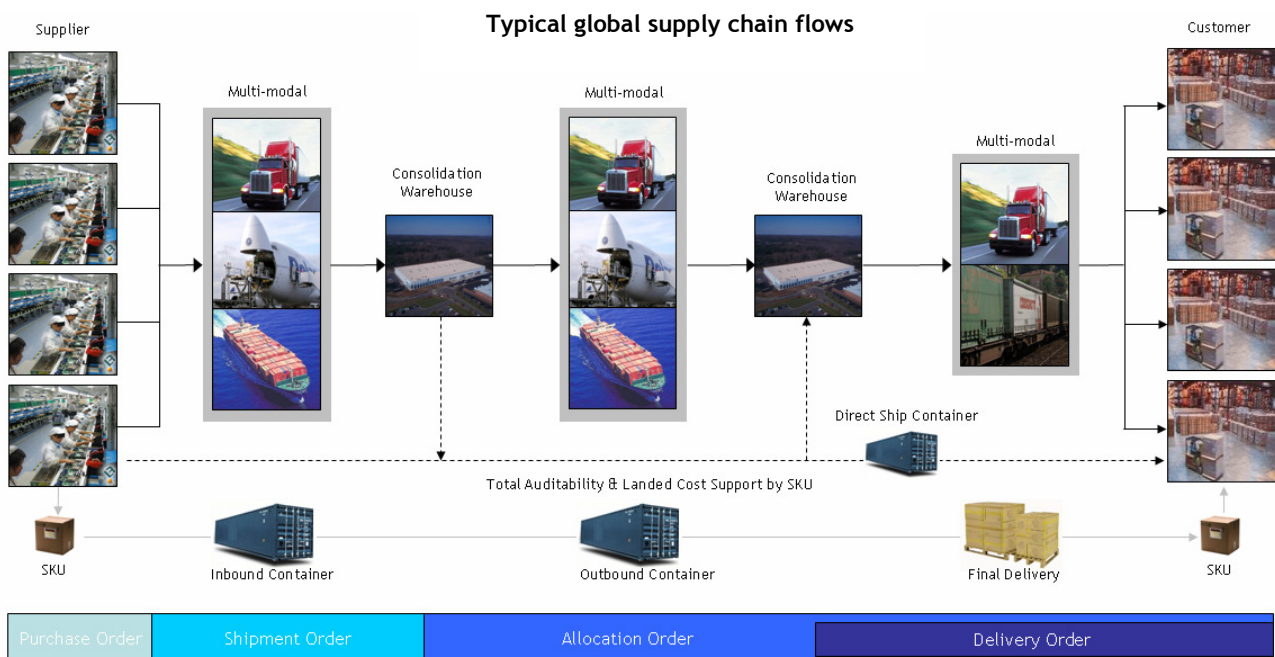 Typical global supply chain flows
Supplier
Customer
Multi-modal
Multi-modal
Multi-modal
Consolidation
Warehouse
Consolidation
Warehouse
Direct Ship Container
Total Auditability & Landed Cost Support by SKU
SKU
Inbound Container
Outbound Container
Final Delivery
SKU
Purchase Order
Shipment Order
Allocation Order
Delivery Order